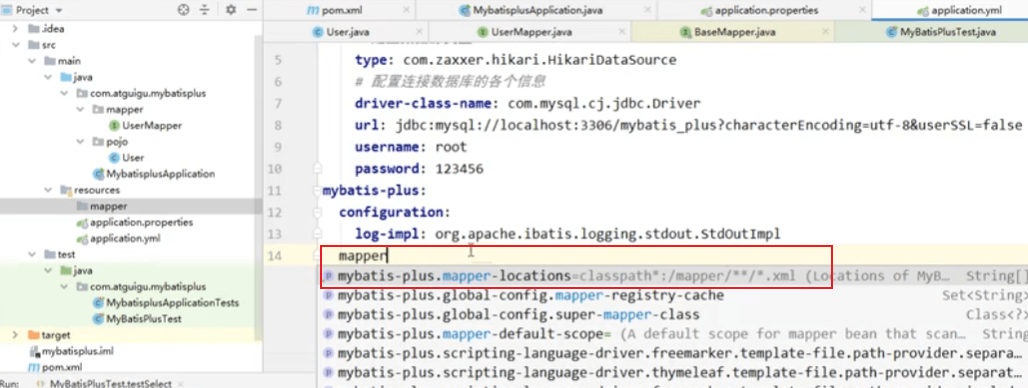 Project
pom.xml
MybatisplusApplication.java
application.properties
application.yml
User.java
UserMapper.java
BaseMapper.java
MyBatisPlusTest.java
.idea
src
main
java
com.atguigu.mybatisplus
mapper
UserMapper
pojo
User
MybatisplusApplication
resources
mapper
application.properties
application.yml
test
java
com.atguigu.mybatisplus
MybatisplusApplicationTests
MyBatisPlusTest
target
mybatisplus.iml
pom.xml
Run: MyBatisPlusTest.testSelect
5 type: com.zaxxer.hikari.HikariDataSource
6 # 配置连接数据库的各个信息
7 driver-class-name: com.mysql.cj.jdbc.Driver
8 url: jdbc:mysql://localhost:3306/mybatis_plus?characterEncoding=utf-8&userSSL=false
9 username: root
10 password: 123456
11 mybatis-plus:
12 configuration:
13 log-impl: org.apache.ibatis.logging.stdout.StdOutImpl
14 mapper
mybatis-plus.mapper-locations=classpath*:/mapper/**/*.xml (Locations of MyB… String[]
mybatis-plus.global-config.mapper-registry-cache Set<String>
mybatis-plus.global-config.super-mapper-class Class<?>
mybatis-plus.mapper-default-scope= (A default scope for mapper bean that scan… String
mybatis-plus.scripting-language-driver.freemarker.template-file.path-provider.separa…
mybatis-plus.scripting-language-driver.thymeleaf.template-file.path-provider.separat…